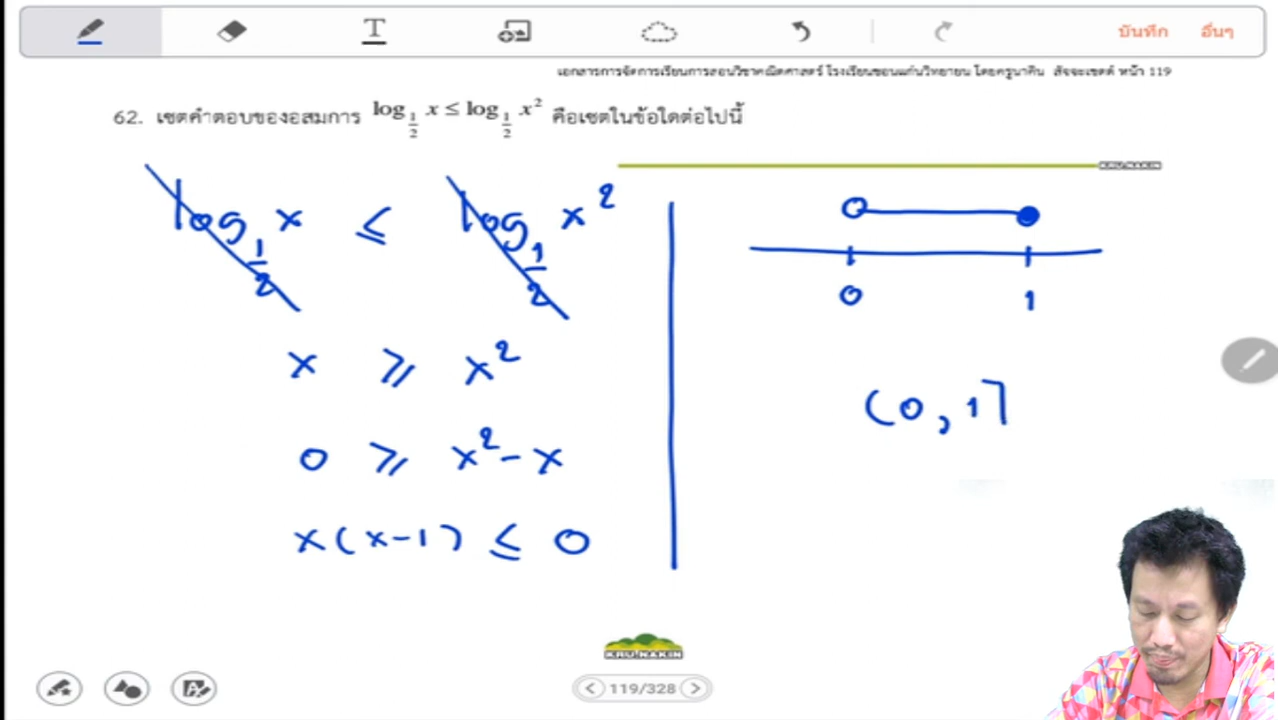 T
บันทึก อื่นๆ
เอกสารการจัดการเรียนการสอนวิชาคณิตศาสตร์ โรงเรียนขอนแก่นวิทยายน โดยครูนาคิน สัจจะเขตต์ หน้า 119
62. เซตคำตอบของอสมการ log_{1/2} x ≤ log_{1/2} x² คือเซตในข้อใดต่อไปนี้
KRU.NAKIN
log_{1/2} x ≤ log_{1/2} x²
x ≥ x²
0 ≥ x² - x
x(x-1) ≤ 0
0 1
(0, 1]
KRU.NAKIN
119/328